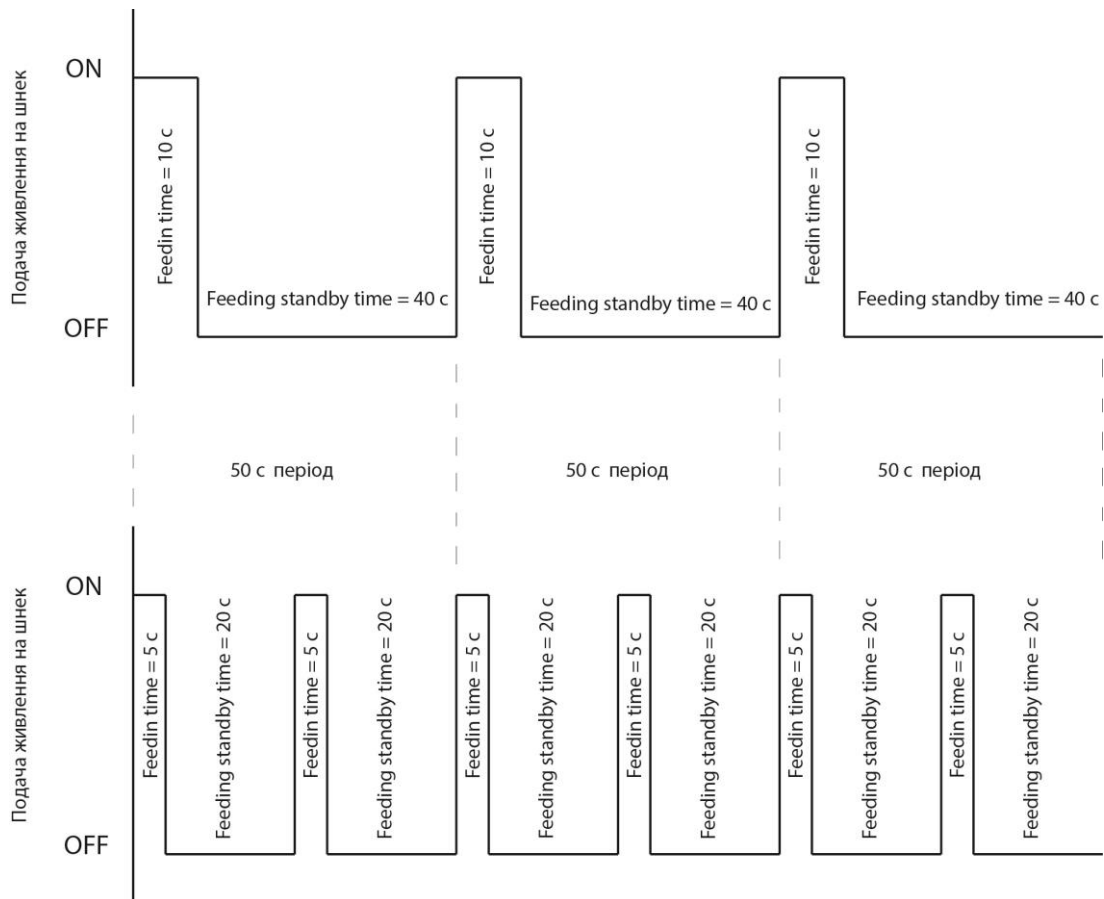 Подача живлення на шнек
ON
OFF
Feedin time = 10 с
Feeding standby time = 40 с
Feedin time = 10 с
Feeding standby time = 40 с
Feedin time = 10 с
Feeding standby time = 40 с
50 с період
50 с період
50 с період
Подача живлення на шнек
ON
OFF
Feedin time = 5 с
Feeding standby time = 20 с
Feedin time = 5 с
Feeding standby time = 20 с
Feedin time = 5 с
Feeding standby time = 20 с
Feedin time = 5 с
Feeding standby time = 20 с
Feedin time = 5 с
Feeding standby time = 20 с
Feedin time = 5 с
Feeding standby time = 20 с